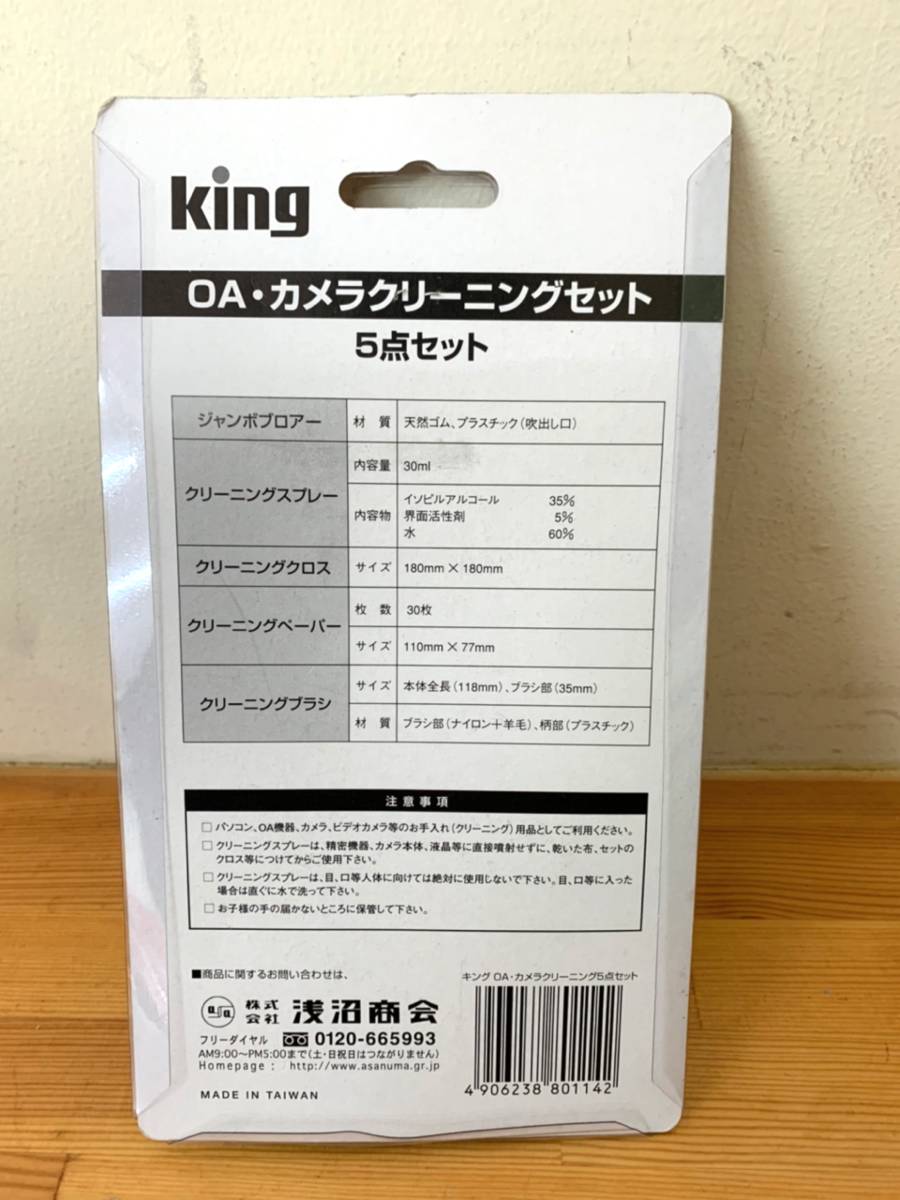 king
OA・カメラクリーニングセット
5点セット
ジャンボブロアー 材質 天然ゴム、プラスチック（吹出し口）
クリーニングスプレー 内容量 30ml
内容物 イソピルアルコール 35%
界面活性剤 5%
水 60%
クリーニングクロス サイズ 180mm×180mm
クリーニングペーパー 枚数 30枚
サイズ 110mm×77mm
クリーニングブラシ サイズ 本体全長（118mm）、ブラシ部（35mm）
材質 ブラシ部（ナイロン＋羊毛）、柄部（プラスチック）
注意事項
□パソコン、OA機器、カメラ、ビデオカメラ等のお手入れ（クリーニング）用品としてご利用ください。
□クリーニングスプレーは、精密機器、カメラ本体、液晶等に直接噴射せずに、乾いた布、セットの
クロス等につけてからご使用下さい。
□クリーニングスプレーは、目、口等人体に向けては絶対に使用しないで下さい。目、口等に入った
場合は直ぐに水で洗って下さい。
□お子様の手の届かないところに保管して下さい。
■商品に関するお問い合わせは、
asa 株式会社 浅沼商会
フリーダイヤル 0120-665993
AM9:00～PM5:00まで（土・日祝日はつながりません）
Homepage : http://www.asanuma.gr.jp
MADE IN TAIWAN
キング OA・カメラクリーニング5点セット
4 906238 801142